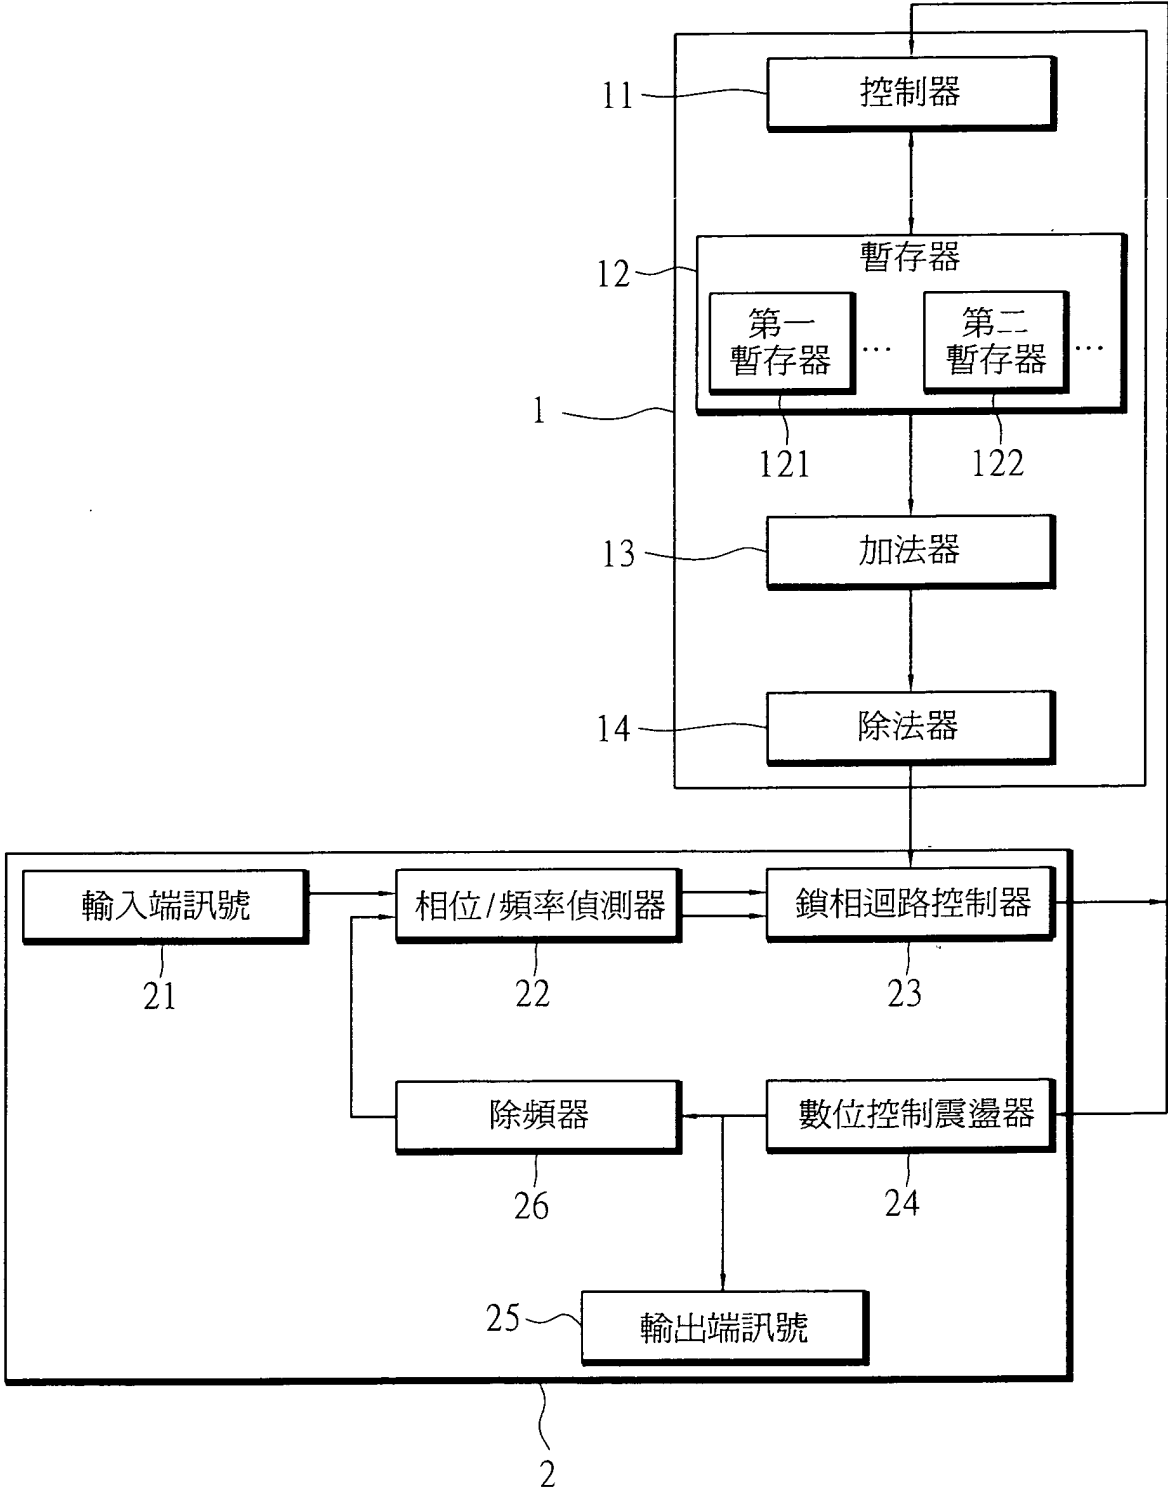 11
控制器
12
暫存器
第一
暫存器
…
第二
暫存器
…
1
121
122
13
加法器
14
除法器
輸入端訊號
相位/頻率偵測器
鎖相迴路控制器
21
22
23
除頻器
數位控制震盪器
26
24
25
輸出端訊號
2